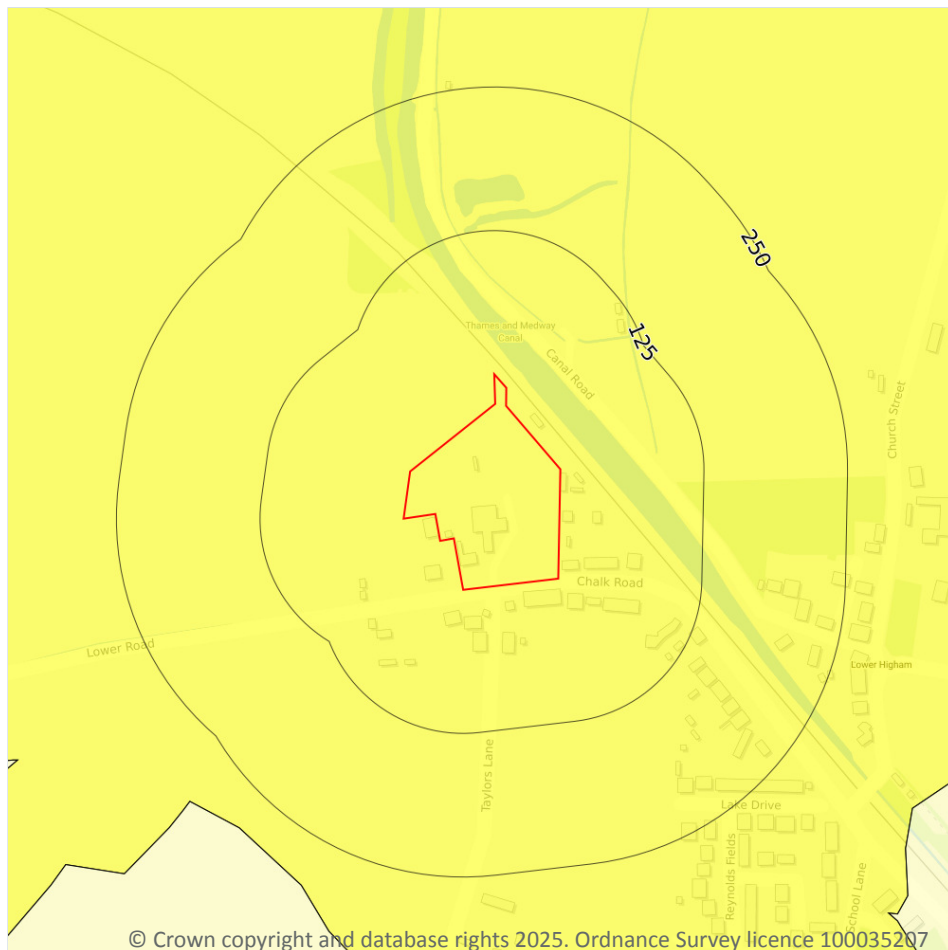 250
125
Thames and Medway
Canal
Canal Road
Church Street
Chalk Road
Lower Road
Lower Higham
Taylors Lane
Lake Drive
Reynolds Fields
School Lane
© Crown copyright and database rights 2025. Ordnance Survey licence 100035207